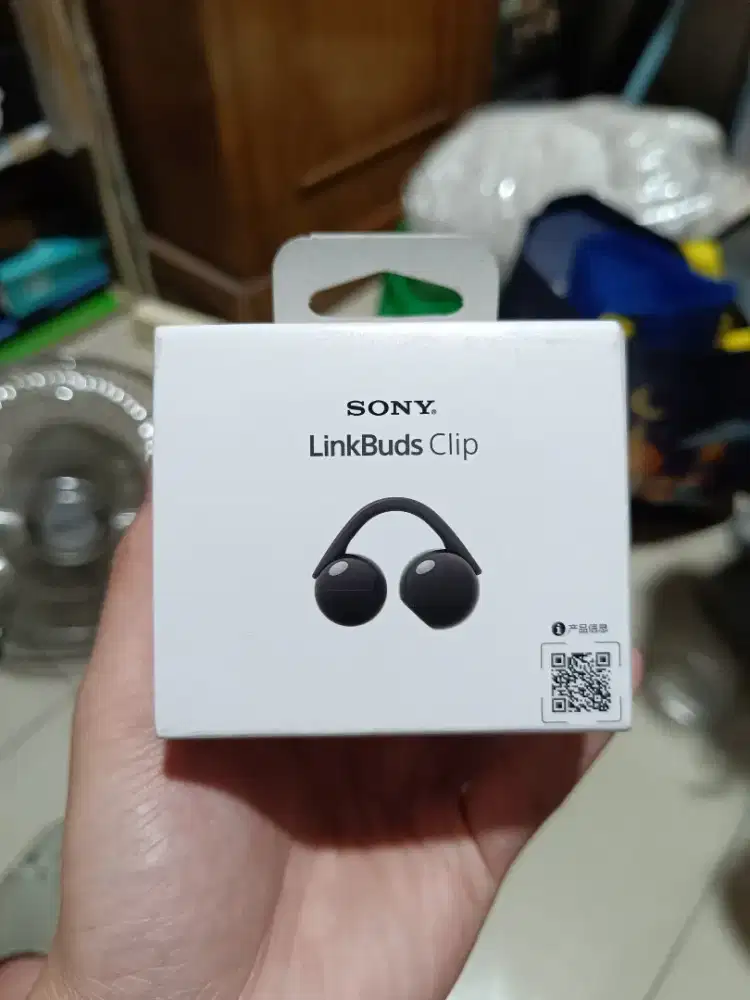 SONY®
LinkBuds Clip
i 产品信息